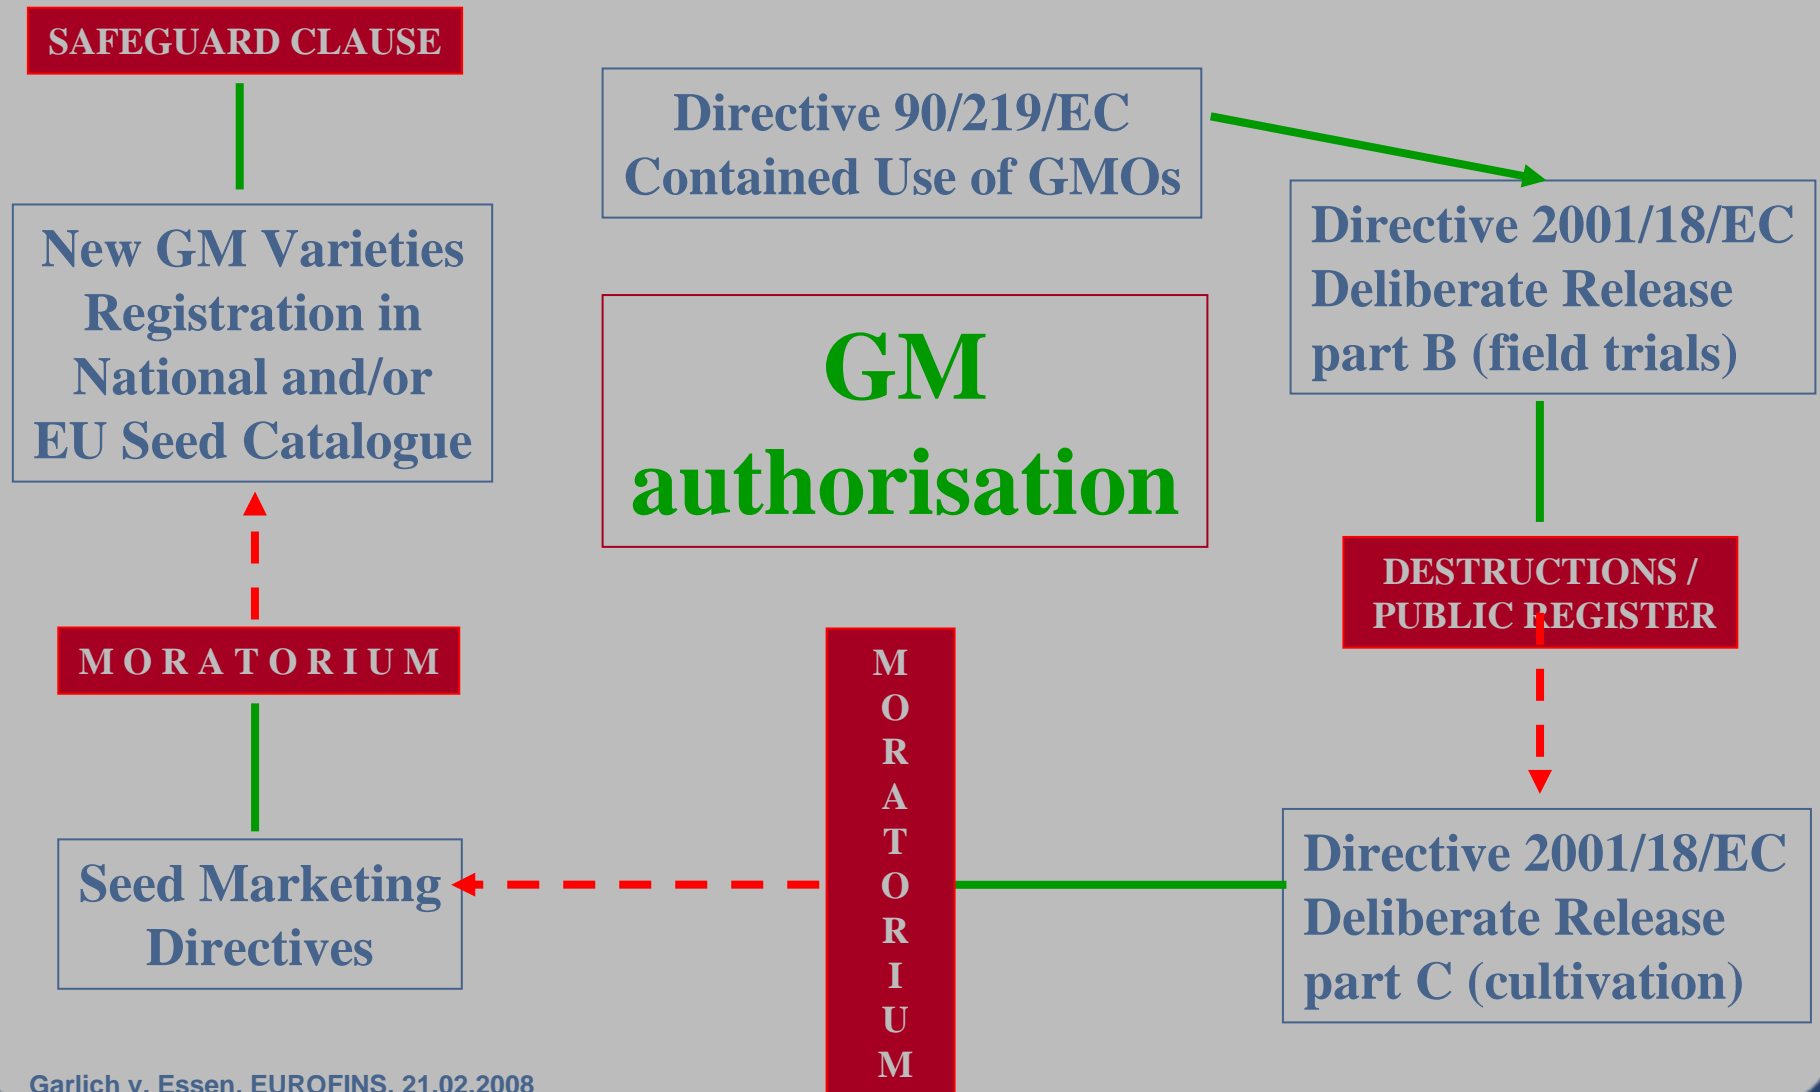 SAFEGUARD CLAUSE
Directive 90/219/EC
Contained Use of GMOs
Directive 2001/18/EC
Deliberate Release
part B (field trials)
New GM Varieties
Registration in
National and/or
EU Seed Catalogue
GM
authorisation
DESTRUCTIONS /
PUBLIC REGISTER
M O R A T O R I U M
M
O
R
A
T
O
R
I
U
M
Seed Marketing
Directives
Directive 2001/18/EC
Deliberate Release
part C (cultivation)
Garlich v. Essen, EUROFINS, 21.02.2008